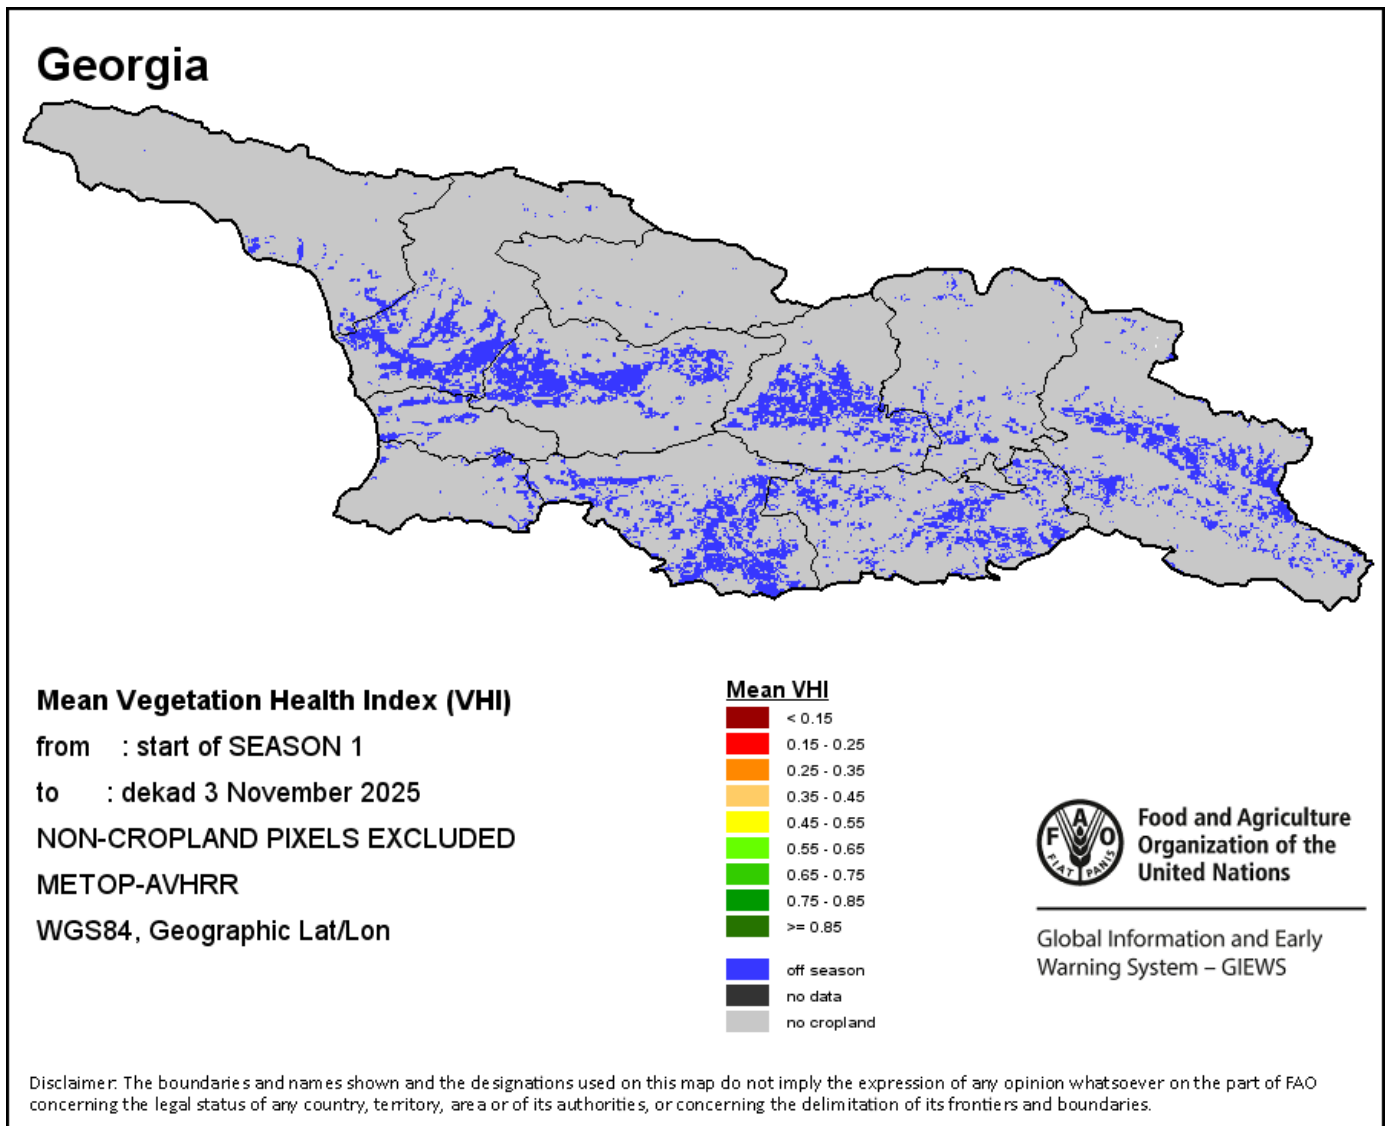 Georgia
Mean Vegetation Health Index (VHI)
from : start of SEASON 1
to : dekad 3 November 2025
NON-CROPLAND PIXELS EXCLUDED
METOP-AVHRR
WGS84, Geographic Lat/Lon
Mean VHI
< 0.15
0.15 - 0.25
0.25 - 0.35
0.35 - 0.45
0.45 - 0.55
0.55 - 0.65
0.65 - 0.75
0.75 - 0.85
>= 0.85
off season
no data
no cropland
F A O
FIAT PANIS
Food and Agriculture
Organization of the
United Nations
Global Information and Early
Warning System – GIEWS
Disclaimer: The boundaries and names shown and the designations used on this map do not imply the expression of any opinion whatsoever on the part of FAO
concerning the legal status of any country, territory, area or of its authorities, or concerning the delimitation of its frontiers and boundaries.